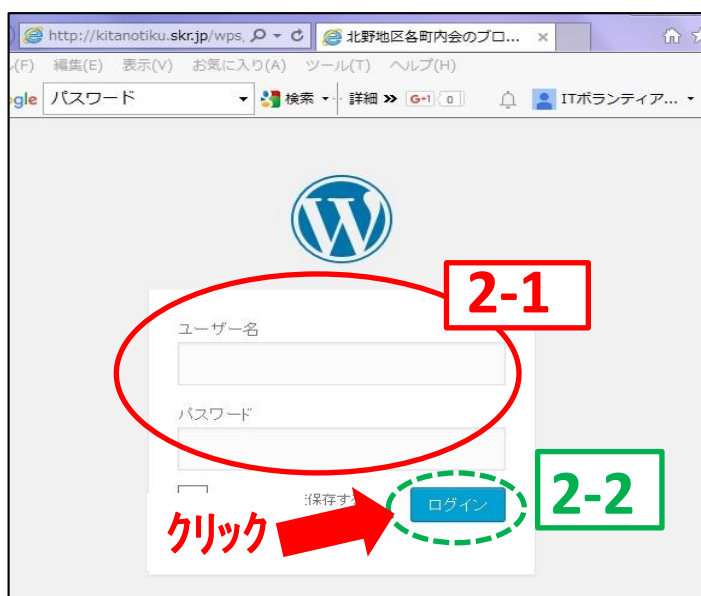 http://kitanotiku.skr.jp/wps, 北野地区各町内会のブロ... ×
(F) 編集(E) 表示(V) お気に入り(A) ツール(T) ヘルプ(H)
gle パスワード 検索 詳細 >> G+1 0 ITボランティア...
2-1
ユーザー名
パスワード
保存す ログイン
2-2
クリック